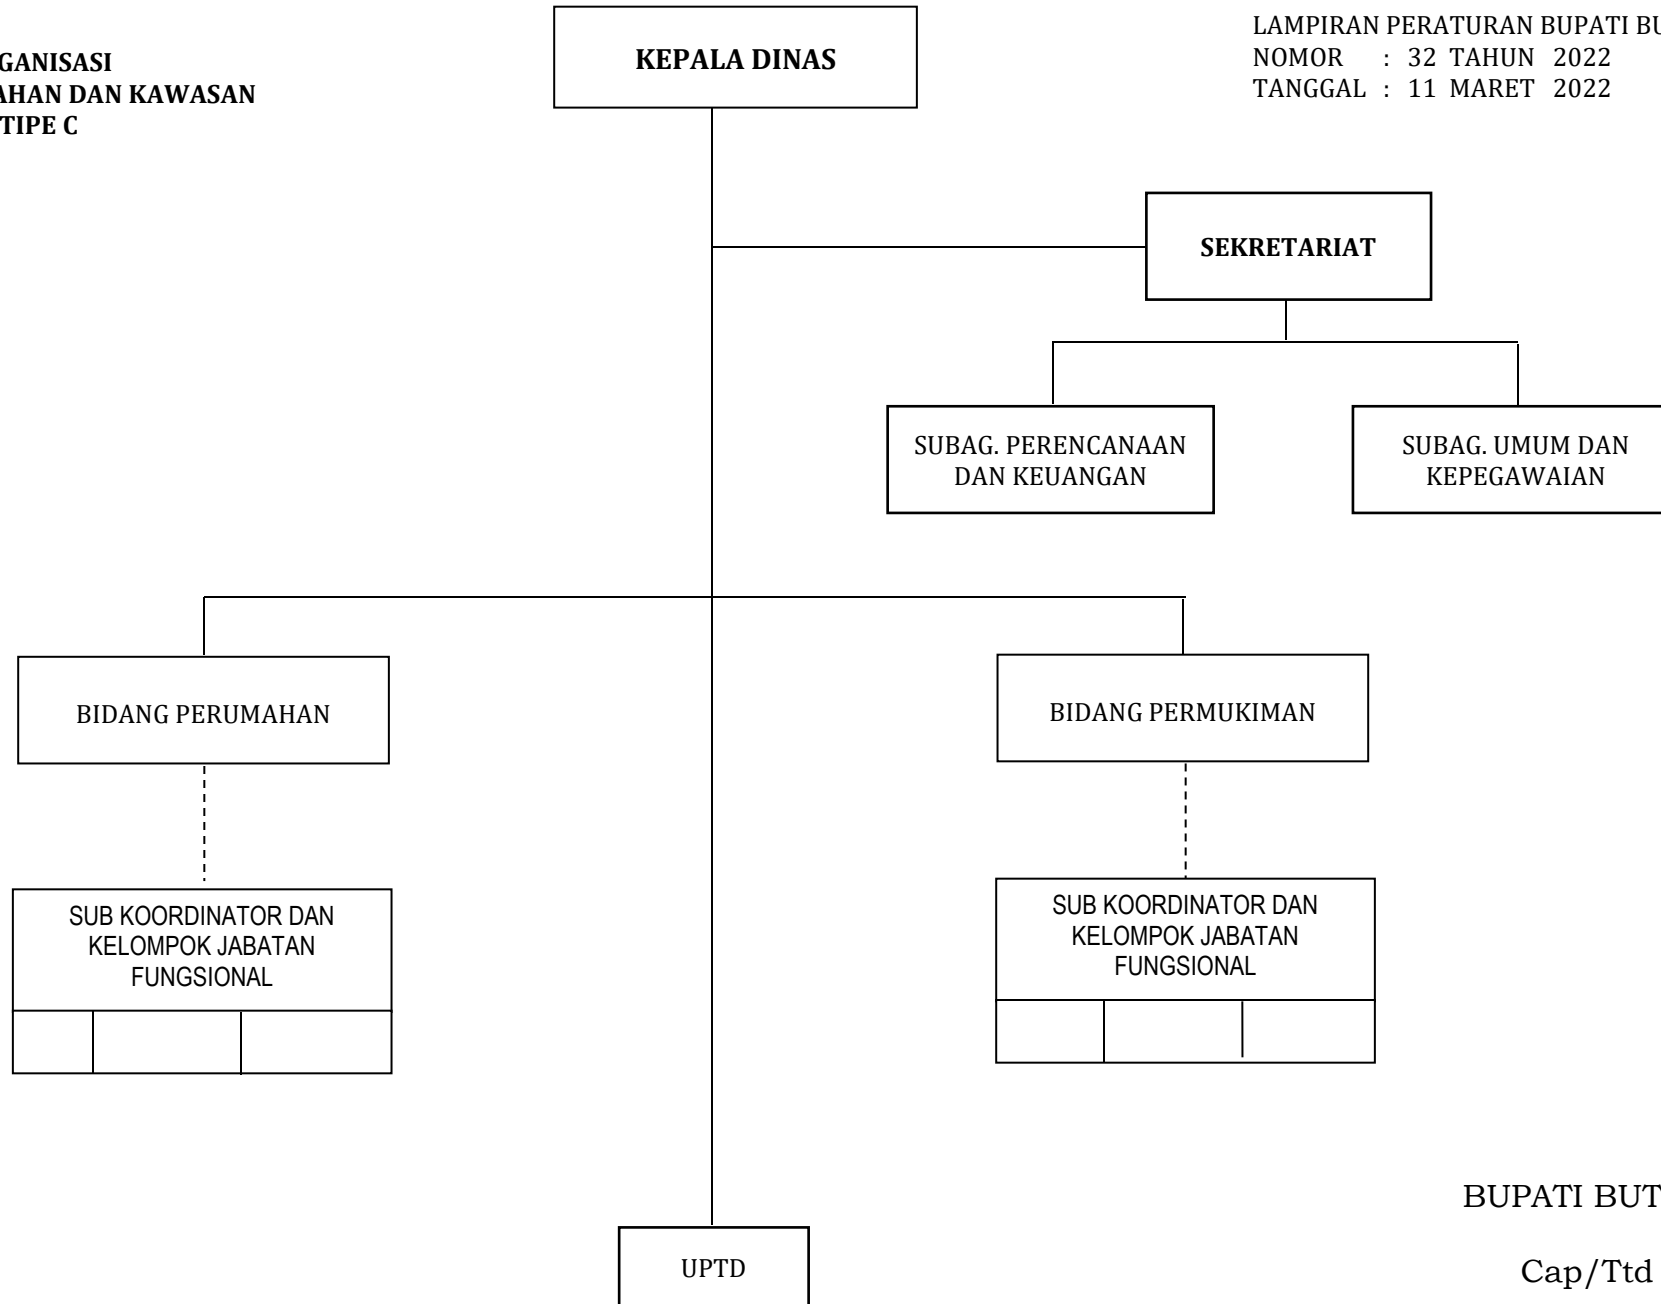 GANISASI
AHAN DAN KAWASAN
TIPE C
KEPALA DINAS
LAMPIRAN PERATURAN BUPATI BU
NOMOR : 32 TAHUN 2022
TANGGAL : 11 MARET 2022
SEKRETARIAT
SUBAG. PERENCANAAN
DAN KEUANGAN
SUBAG. UMUM DAN
KEPEGAWAIAN
BIDANG PERUMAHAN
BIDANG PERMUKIMAN
SUB KOORDINATOR DAN
KELOMPOK JABATAN
FUNGSIONAL
SUB KOORDINATOR DAN
KELOMPOK JABATAN
FUNGSIONAL
UPTD
BUPATI BUT
Cap/Ttd